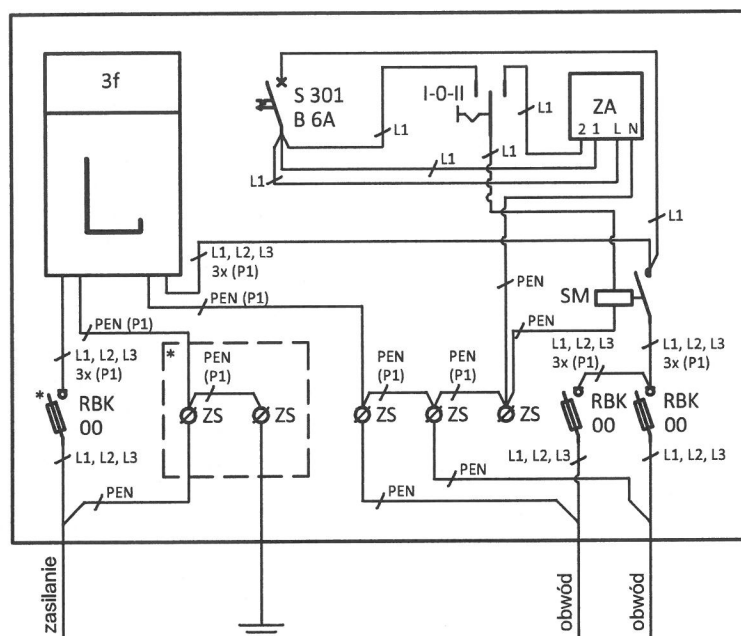 3f
S 301
B 6A
L1
I-0-II
L1
ZA
2 1 L N
L1
L1
L1
L1
L1, L2, L3
3x (P1)
PEN (P1)
PEN (P1)
PEN
SM
PEN
L1, L2, L3
3x (P1)
*
PEN
(P1)
PEN
(P1)
PEN
(P1)
L1, L2, L3
3x (P1)
L1, L2, L3
3x (P1)
*
RBK
00
ZS
ZS
ZS
ZS
ZS
RBK
00
RBK
00
L1, L2, L3
PEN
PEN
PEN
L1, L2, L3
L1, L2, L3
zasilanie
obwód
obwód